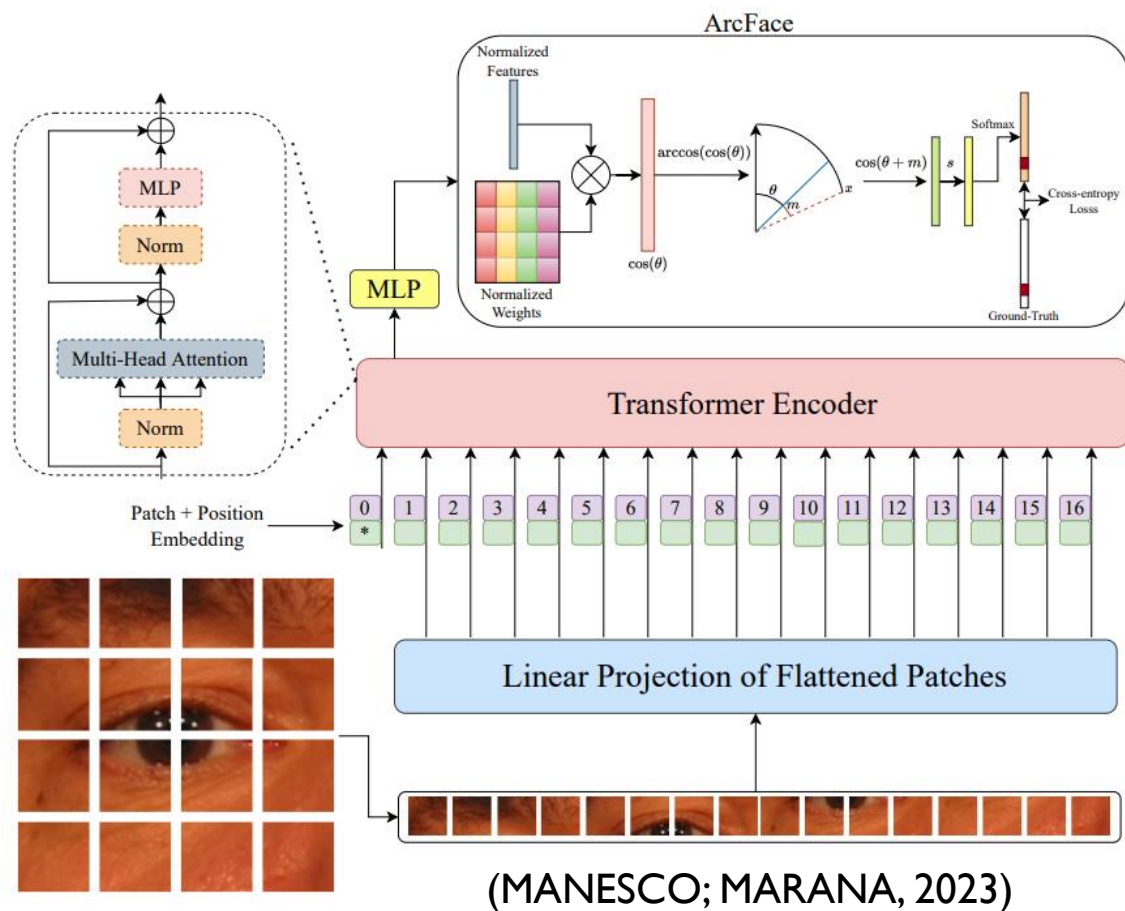 ArcFace
Normalized
Features
Normalized
Weights
cos(θ)
arccos(cos(θ))
θ
m
x
cos(θ + m)
s
Softmax
Cross-entropy
Losss
Ground-Truth
MLP
Norm
Multi-Head Attention
Norm
MLP
Transformer Encoder
Patch + Position
Embedding
0 1 2 3 4 5 6 7 8 9 10 11 12 13 14 15 16
*
Linear Projection of Flattened Patches
(MANESCO; MARANA, 2023)